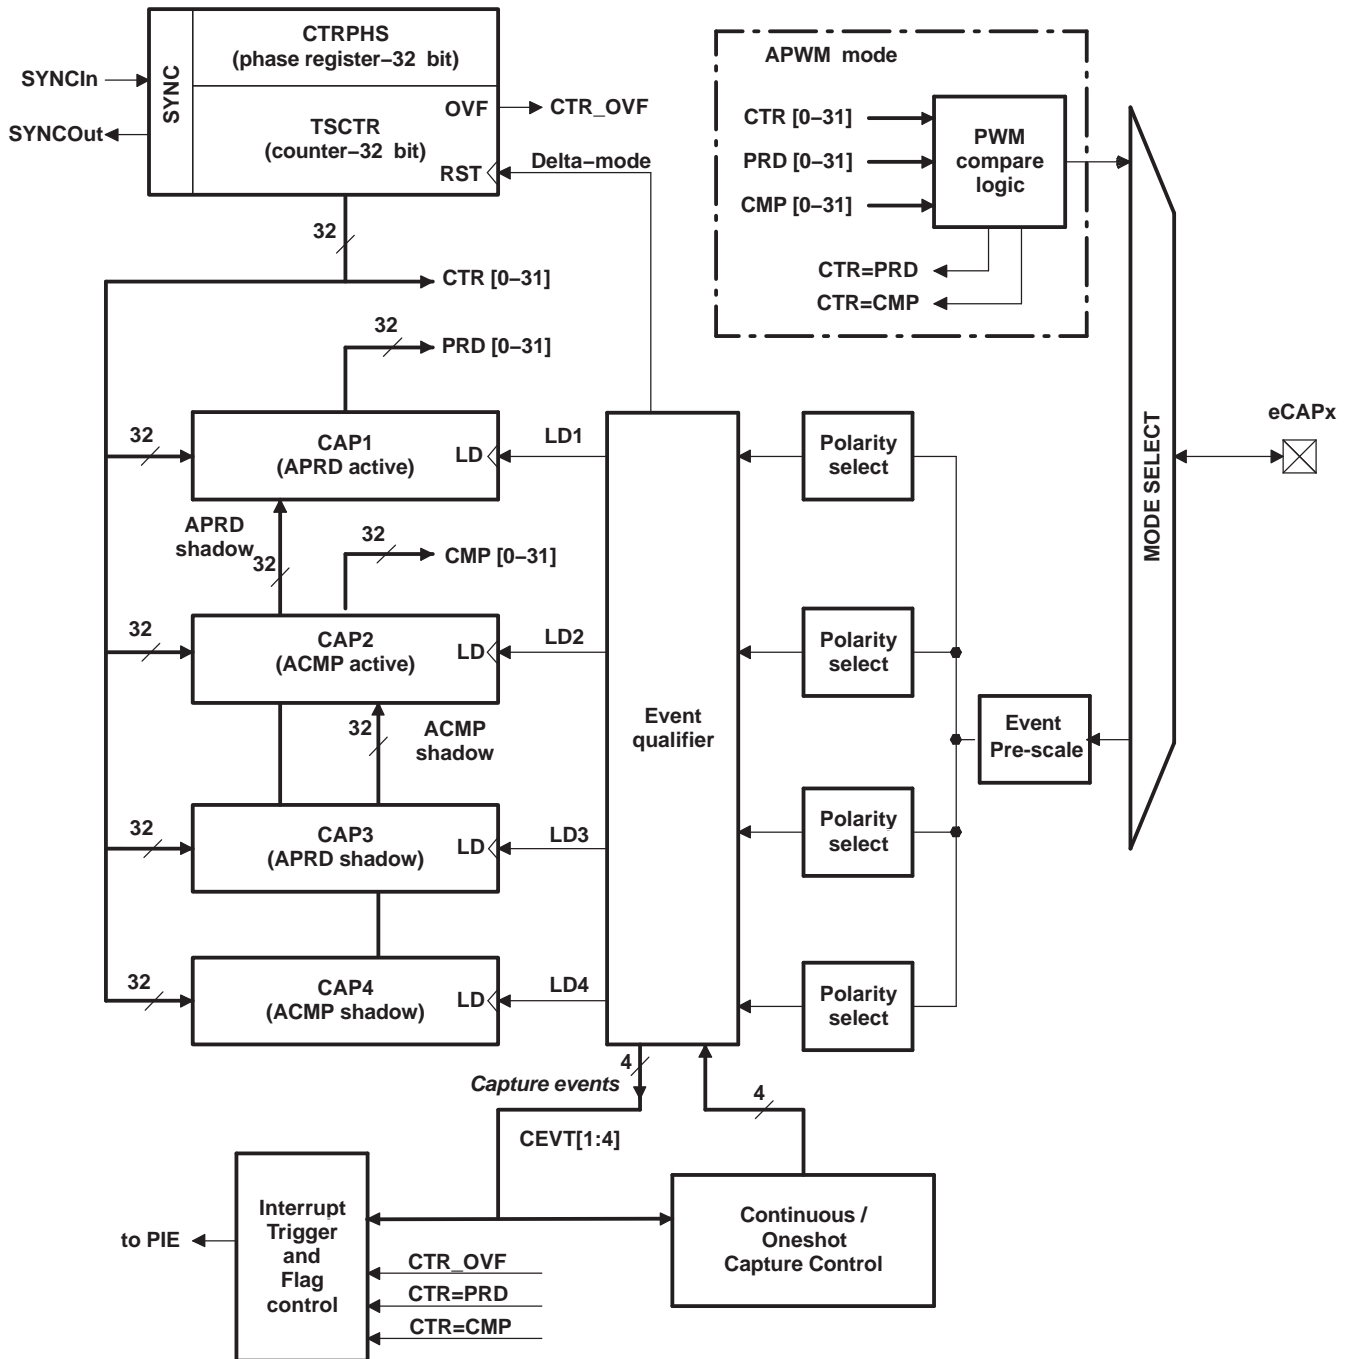 CTRPHS
(phase register−32 bit)
APWM mode
SYNCIn
SYNC
OVF
CTR_OVF
SYNCOut
TSCTR
(counter−32 bit)
RST
Delta−mode
CTR [0−31]
PRD [0−31]
CMP [0−31]
PWM
compare
logic
CTR=PRD
CTR=CMP
32
CTR [0−31]
32
PRD [0−31]
32
CAP1
(APRD active)
LD
LD1
Polarity
select
eCAPx
MODE SELECT
APRD
shadow
32
32
CMP [0−31]
32
CAP2
(ACMP active)
LD
LD2
Polarity
select
32
ACMP
shadow
Event
qualifier
Event
Pre-scale
32
CAP3
(APRD shadow)
LD
LD3
Polarity
select
32
CAP4
(ACMP shadow)
LD
LD4
Polarity
select
4
Capture events
4
CEVT[1:4]
Interrupt
Trigger
and
Flag
control
to PIE
CTR_OVF
CTR=PRD
CTR=CMP
Continuous /
Oneshot
Capture Control